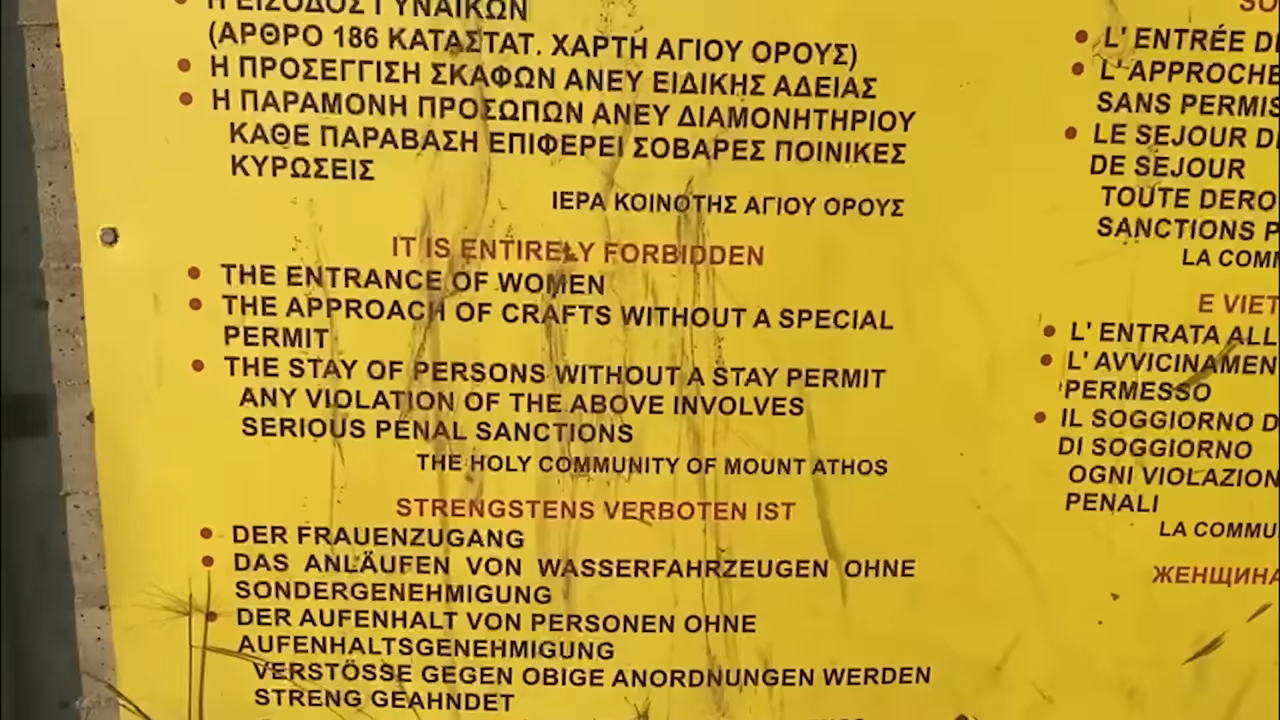 Η ΕΙΣΟΔΟΣ ΓΥΝΑΙΚΩΝ
(ΑΡΘΡΟ 186 ΚΑΤΑΣΤΑΤ. ΧΑΡΤΗ ΑΓΙΟΥ ΟΡΟΥΣ)
Η ΠΡΟΣΕΓΓΙΣΗ ΣΚΑΦΩΝ ΑΝΕΥ ΕΙΔΙΚΗΣ ΑΔΕΙΑΣ
Η ΠΑΡΑΜΟΝΗ ΠΡΟΣΩΠΩΝ ΑΝΕΥ ΔΙΑΜΟΝΗΤΗΡΙΟΥ
ΚΑΘΕ ΠΑΡΑΒΑΣΗ ΕΠΙΦΕΡΕΙ ΣΟΒΑΡΕΣ ΠΟΙΝΙΚΕΣ
ΚΥΡΩΣΕΙΣ
ΙΕΡΑ ΚΟΙΝΟΤΗΣ ΑΓΙΟΥ ΟΡΟΥΣ
IT IS ENTIRELY FORBIDDEN
THE ENTRANCE OF WOMEN
THE APPROACH OF CRAFTS WITHOUT A SPECIAL
PERMIT
THE STAY OF PERSONS WITHOUT A STAY PERMIT
ANY VIOLATION OF THE ABOVE INVOLVES
SERIOUS PENAL SANCTIONS
THE HOLY COMMUNITY OF MOUNT ATHOS
STRENGSTENS VERBOTEN IST
DER FRAUENZUGANG
DAS ANLÄUFEN VON WASSERFAHRZEUGEN OHNE
SONDERGENEHMIGUNG
DER AUFENHALT VON PERSONEN OHNE
AUFENHALTSGENEHMIGUNG
VERSTÖSSE GEGEN OBIGE ANORDNUNGEN WERDEN
STRENG GEAHNDET
SO
L' ENTRÉE D
L' APPROCHE
SANS PERMIS
LE SEJOUR D
DE SEJOUR
TOUTE DERO
SANCTIONS P
LA COMM
E VIET
L' ENTRATA ALL
L' AVVICINAMEN
PERMESSO
IL SOGGIORNO D
DI SOGGIORNO
OGNI VIOLAZION
PENALI
LA COMMU
ЖЕНЩИНА